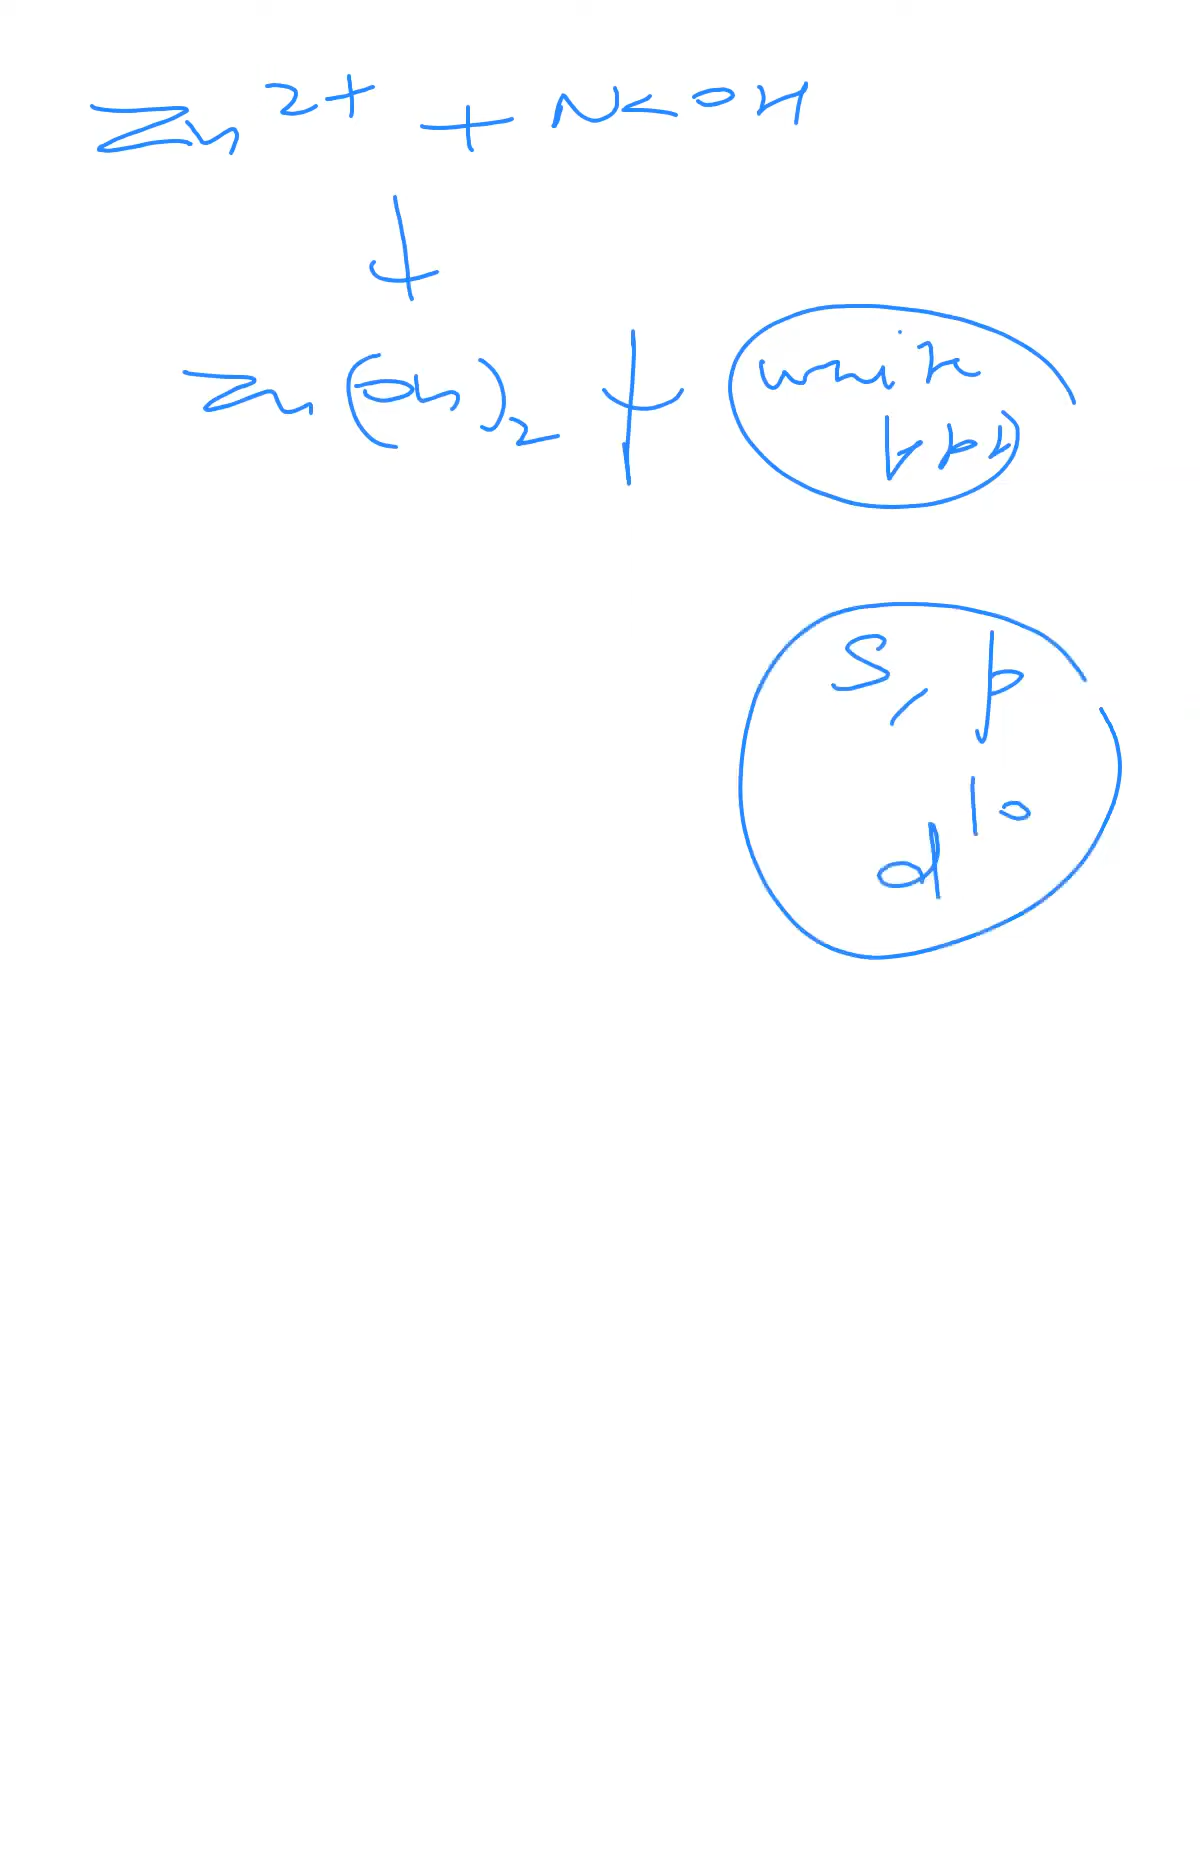 Zn²⁺ + NaOH
↓
Zn(OH)₂ ↓ white
ppt
S, p
d¹⁰